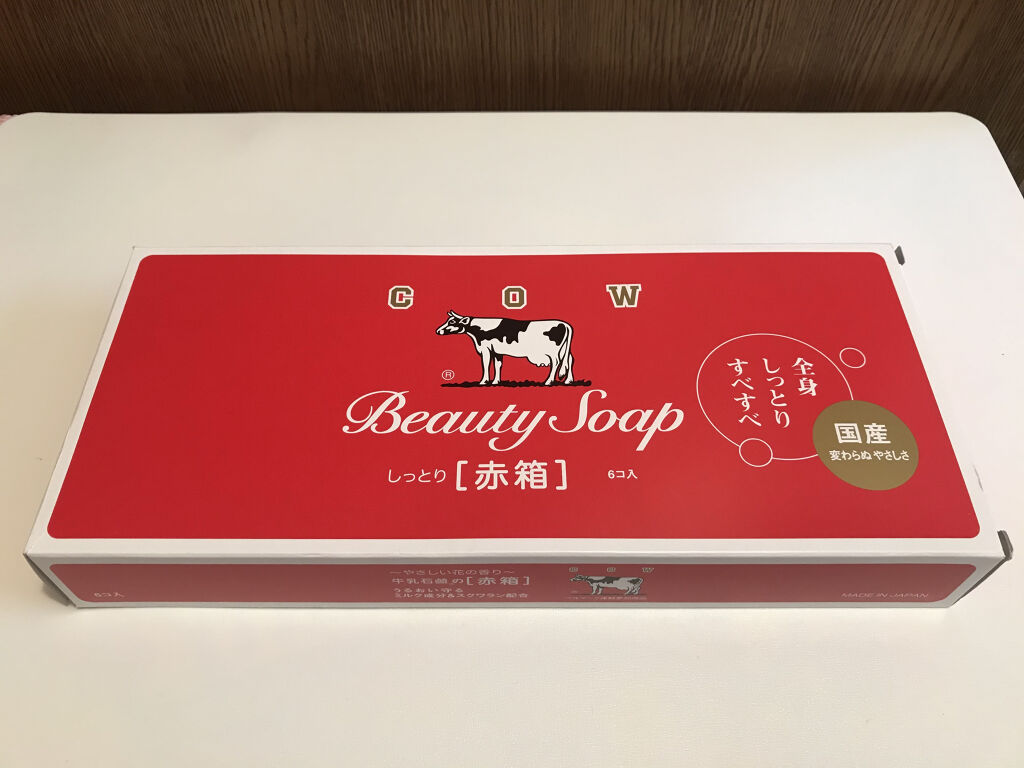 C O W
®
Beauty Soap
しっとり [赤箱] 6コ入
全身
しっとり
すべすべ
国産
変わらぬ やさしさ
～やさしい花の香り～
牛乳石鹸の[赤箱]
うるおい守る
ミルク成分&スクワラン配合
6コ入
C O W
MADE IN JAPAN